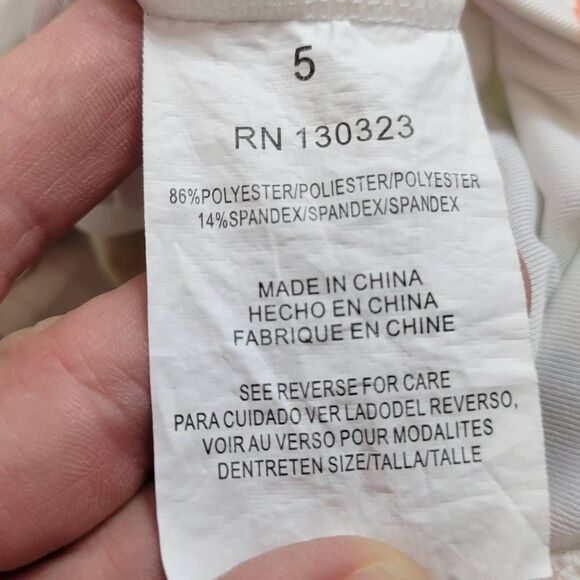 5
RN 130323
86%POLYESTER/POLIESTER/POLYESTER
14%SPANDEX/SPANDEX/SPANDEX
MADE IN CHINA
HECHO EN CHINA
FABRIQUE EN CHINE
SEE REVERSE FOR CARE
PARA CUIDADO VER LADODEL REVERSO,
VOIR AU VERSO POUR MODALITES
DENTRETEN SIZE/TALLA/TALLE